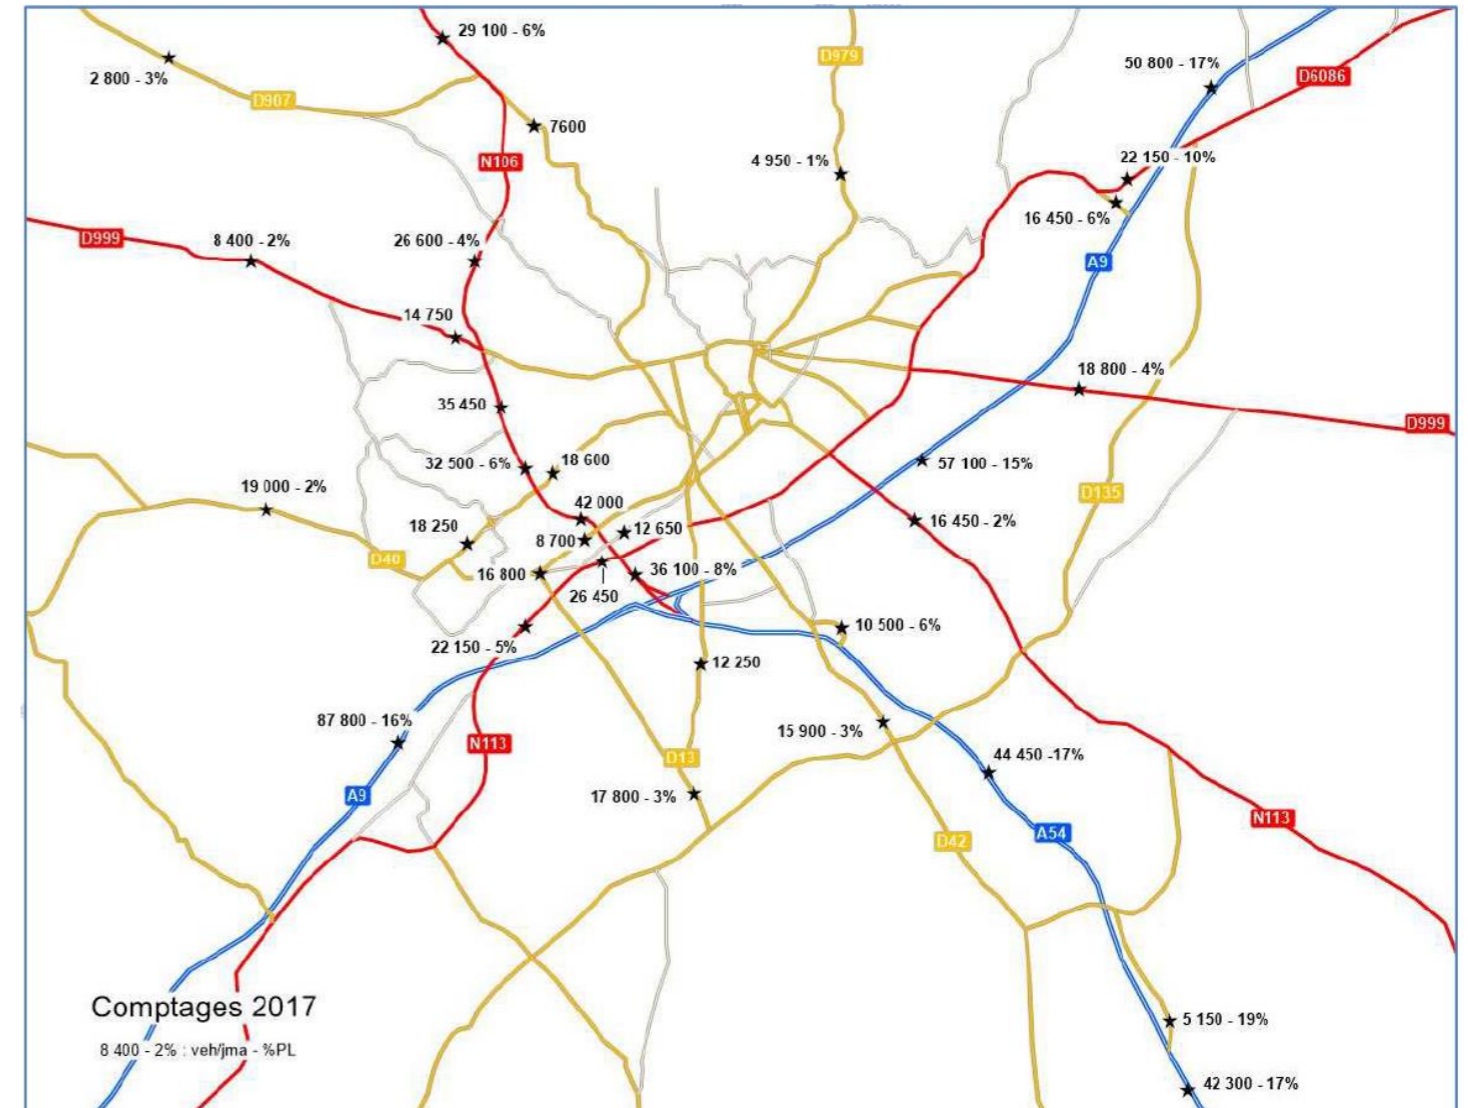 29 100 - 6%
D979
50 800 - 17%
D6086
2 800 - 3%
D907
7600
N106
4 950 - 1%
22 150 - 10%
16 450 - 6%
D999
8 400 - 2%
26 600 - 4%
A9
14 750
18 800 - 4%
35 450
D999
32 500 - 6%
18 600
57 100 - 15%
19 000 - 2%
D135
42 000
18 250
8 700
12 650
16 450 - 2%
D40
16 800
36 100 - 8%
26 450
22 150 - 5%
10 500 - 6%
12 250
87 800 - 16%
N113
15 900 - 3%
D13
44 450 -17%
A9
17 800 - 3%
N113
D42
A54
Comptages 2017
8 400 - 2% : veh/jma - %PL
5 150 - 19%
42 300 - 17%